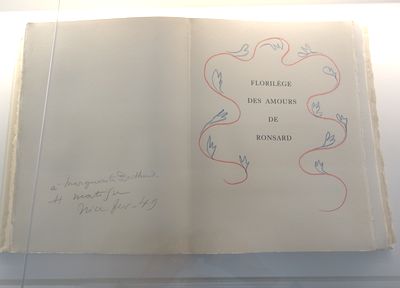 a Marguerite Duthuit
H matisse
Nice fev. 49
FLORILÈGE
DES AMOURS
DE
RONSARD